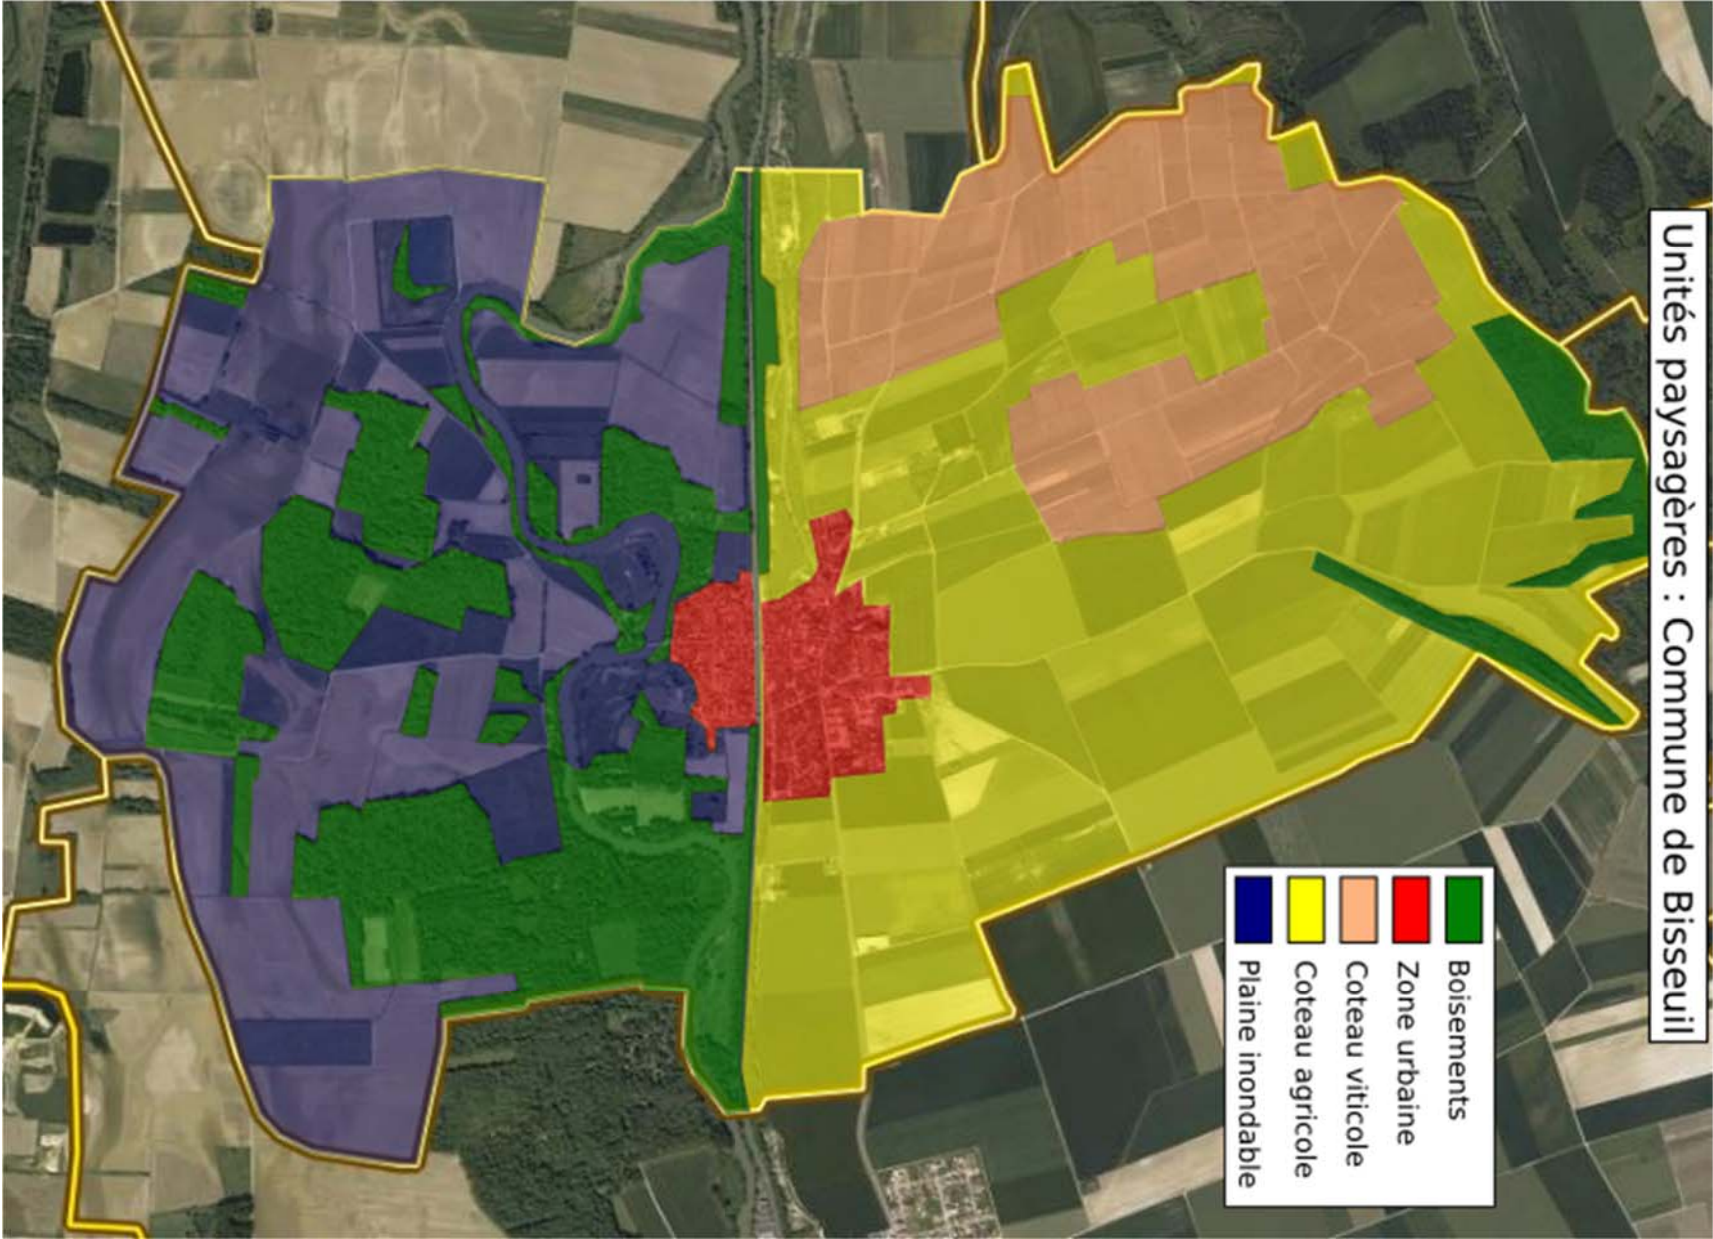 Unités paysagères : Commune de Bisseuil
Boisements
Zone urbaine
Coteau viticole
Coteau agricole
Plaine inondable